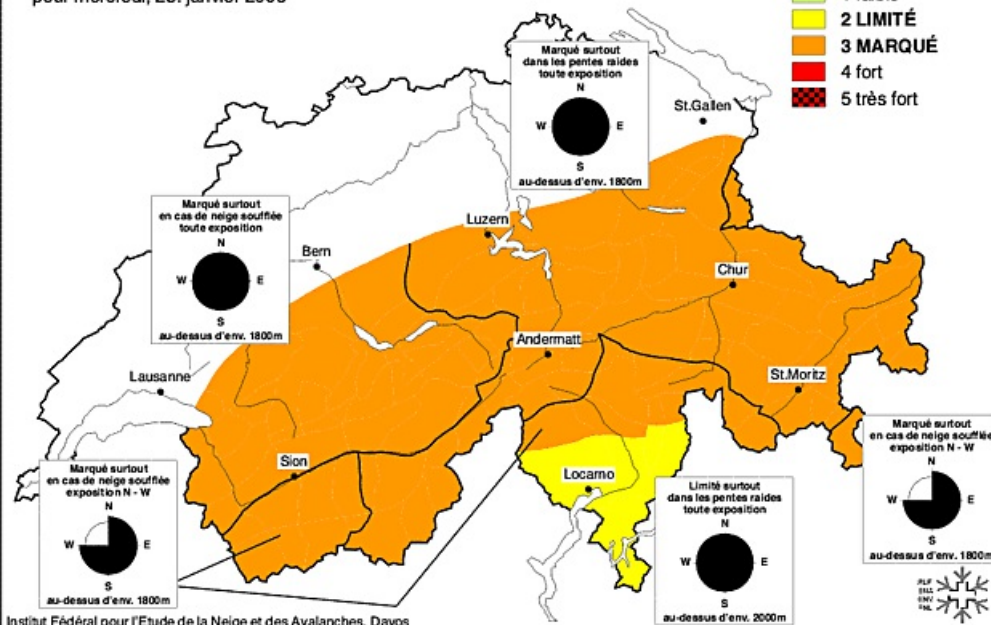 pour mercredi,
2 LIMITÉ
3 MARQUÉ
4 fort
5 très fort
Marqué surtout
dans les pentes raides
toute exposition
N
W E
S
au-dessus d'env. 1800m
St.Gallen
Marqué surtout
en cas de neige soufflée
toute exposition
N
W E
S
au-dessus d'env. 1800m
Luzern
Bern
Chur
Andermatt
Lausanne
St.Moritz
Sion
Locarno
Marqué surtout
en cas de neige soufflée
exposition N - W
N
W E
S
au-dessus d'env. 1800m
Limité surtout
dans les pentes raides
toute exposition
N
W E
S
au-dessus d'env. 2000m
Marqué surtout
en cas de neige soufflée
exposition N - W
N
W E
S
au-dessus d'env. 1800m
Institut Fédéral pour l'Etude de la Neige et des Avalanches, Davos